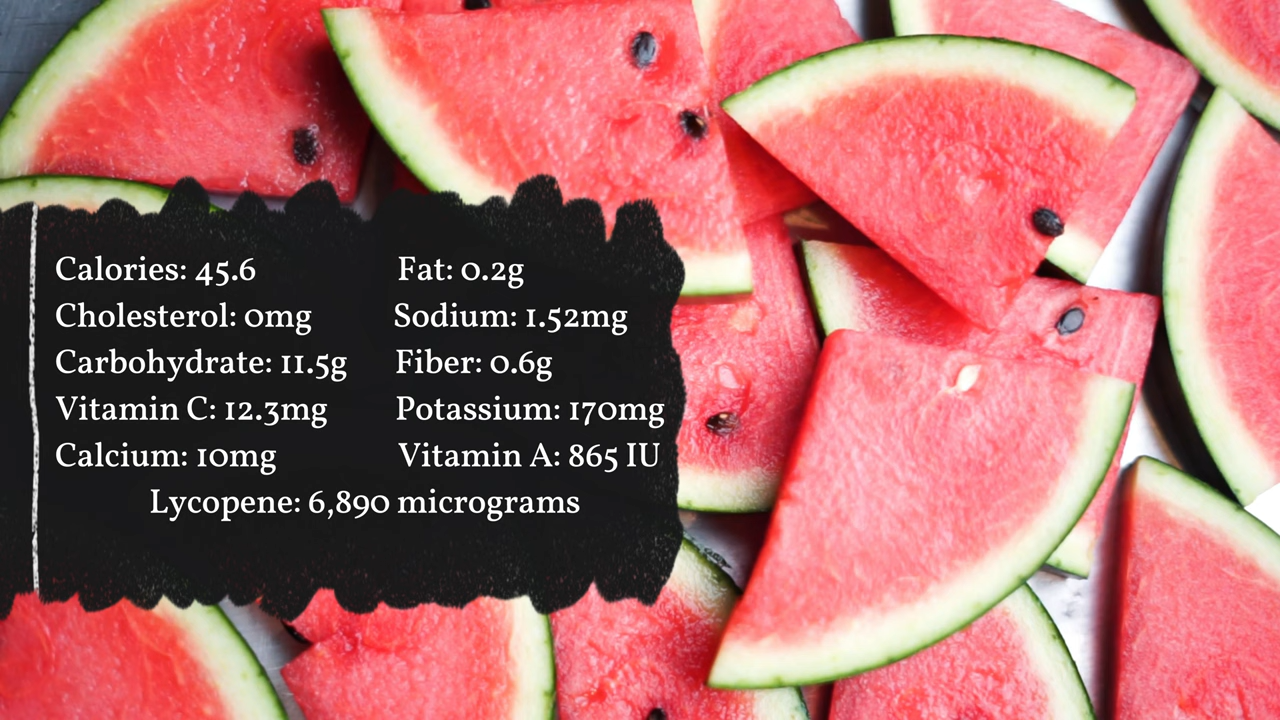 Calories: 45.6 Fat: 0.2g
Cholesterol: 0mg Sodium: 1.52mg
Carbohydrate: 11.5g Fiber: 0.6g
Vitamin C: 12.3mg Potassium: 170mg
Calcium: 10mg Vitamin A: 865 IU
Lycopene: 6,890 micrograms